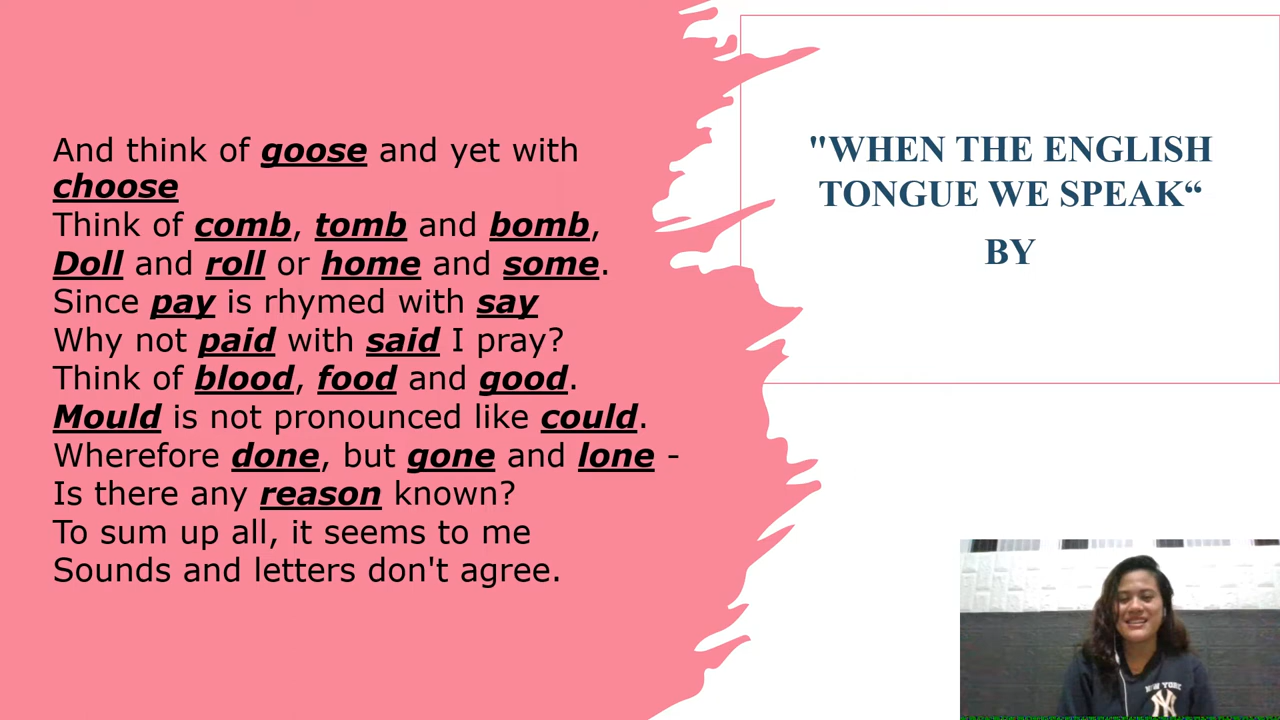 And think of goose and yet with
choose
Think of comb, tomb and bomb,
Doll and roll or home and some.
Since pay is rhymed with say
Why not paid with said I pray?
Think of blood, food and good.
Mould is not pronounced like could.
Wherefore done, but gone and lone -
Is there any reason known?
To sum up all, it seems to me
Sounds and letters don't agree.
"WHEN THE ENGLISH
TONGUE WE SPEAK“
BY
NEW YORK
NY